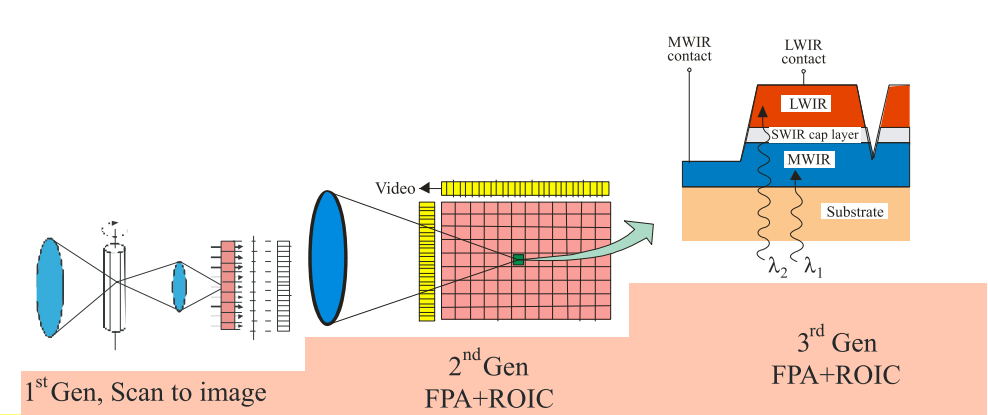 MWIR
contact
LWIR
contact
LWIR
SWIR cap layer
MWIR
Video
Substrate
λ2
λ1
1st Gen, Scan to image
2nd Gen
FPA+ROIC
3rd Gen
FPA+ROIC